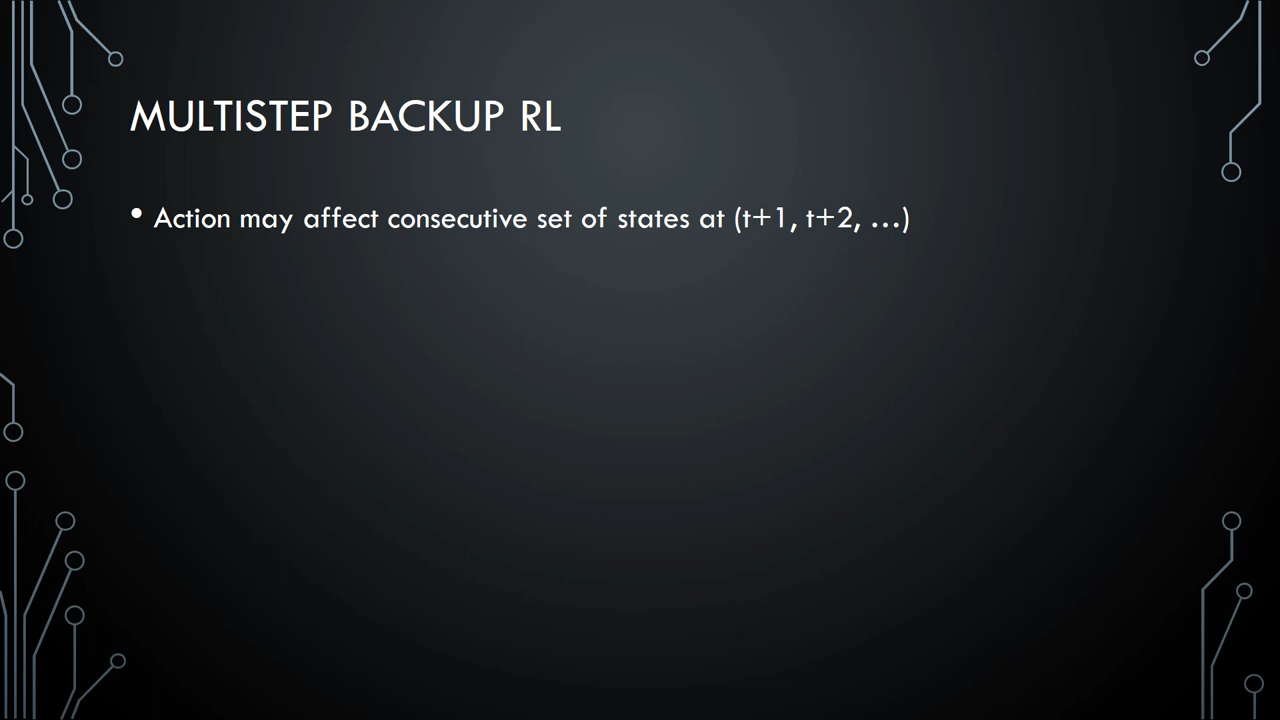 MULTISTEP BACKUP RL
• Action may affect consecutive set of states at (t+1, t+2, …)